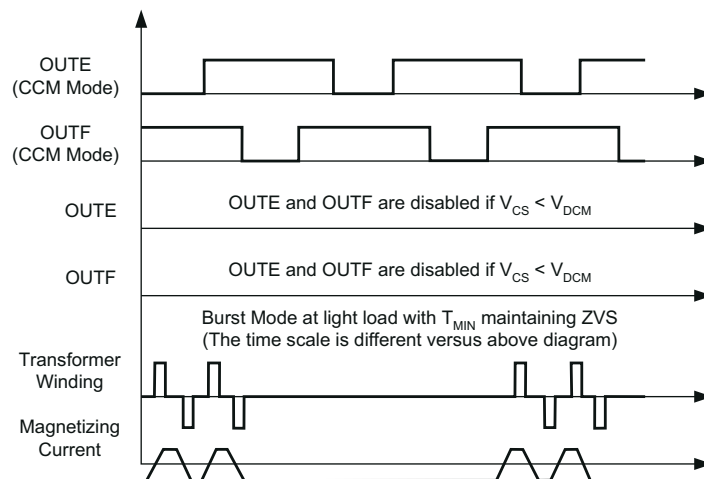 OUTE
(CCM Mode)
OUTF
(CCM Mode)
OUTE
OUTE and OUTF are disabled if V_CS < V_DCM
OUTF
OUTE and OUTF are disabled if V_CS < V_DCM
Burst Mode at light load with T_MIN maintaining ZVS
(The time scale is different versus above diagram)
Transformer
Winding
Magnetizing
Current